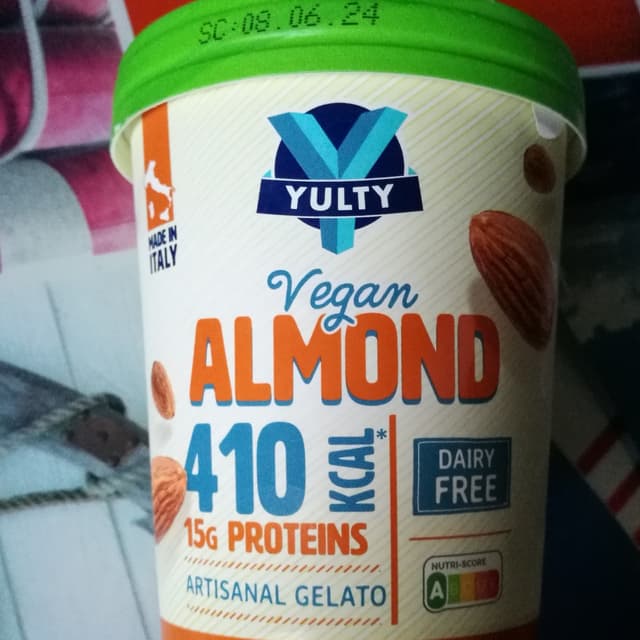 SC:08.06.24
YULTY
MADE IN
ITALY
Vegan
ALMOND
410 KCAL*
15G PROTEINS
ARTISANAL GELATO
DAIRY
FREE
NUTRI-SCORE
A